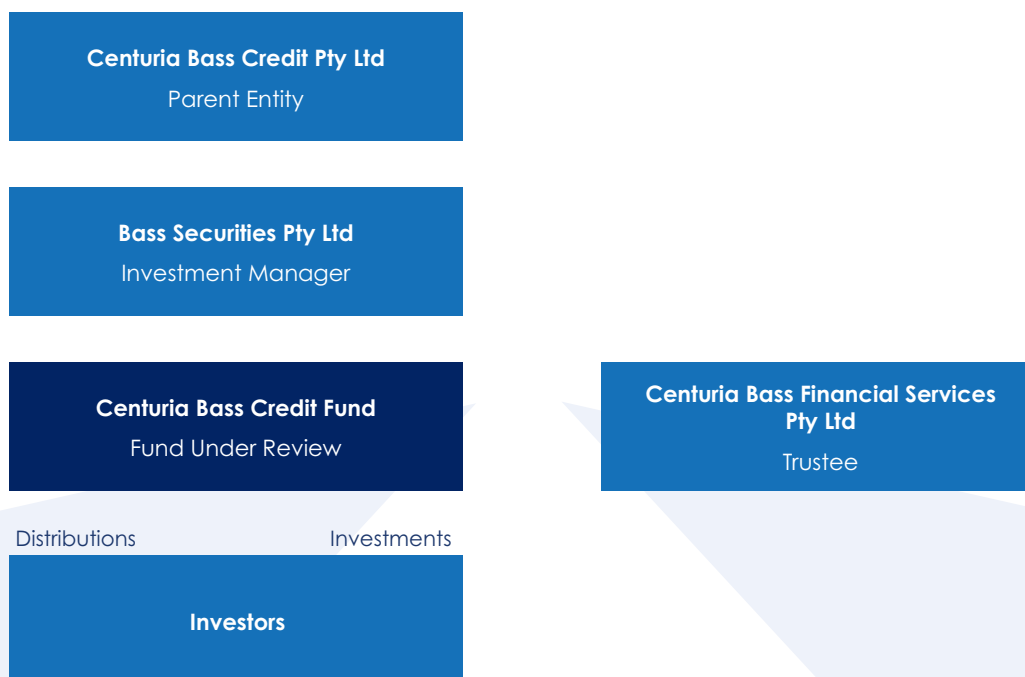 Centuria Bass Credit Pty Ltd
Parent Entity
Bass Securities Pty Ltd
Investment Manager
Centuria Bass Credit Fund
Fund Under Review
Centuria Bass Financial Services
Pty Ltd
Trustee
Distributions
Investments
Investors